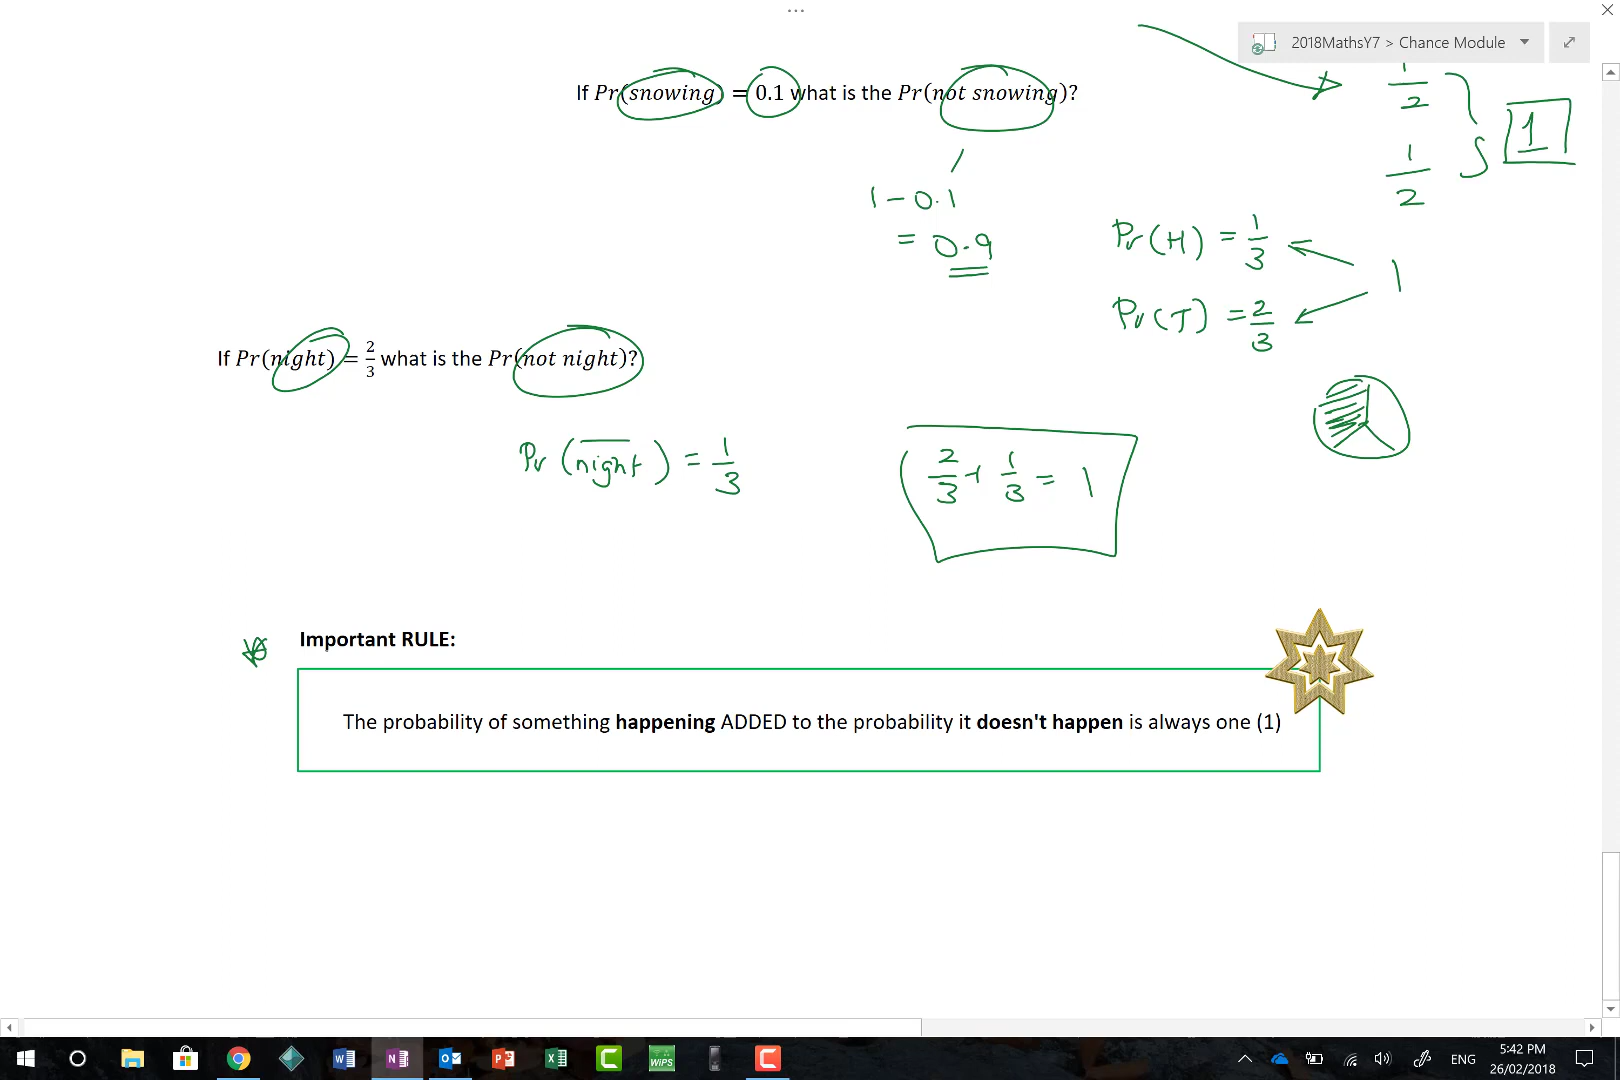 2018MathsY7 > Chance Module
If Pr(snowing) = 0.1 what is the Pr(not snowing)?
1/2
1/2
1
1 - 0.1
= 0.9
Pr(H) = 1/3
Pr(T) = 2/3
1
If Pr(night) = 2/3 what is the Pr(not night)?
Pr(n̅i̅g̅h̅t̅) = 1/3
2/3 + 1/3 = 1
Important RULE:
The probability of something happening ADDED to the probability it doesn't happen is always one (1)
WiPS
ENG
5:42 PM
26/02/2018